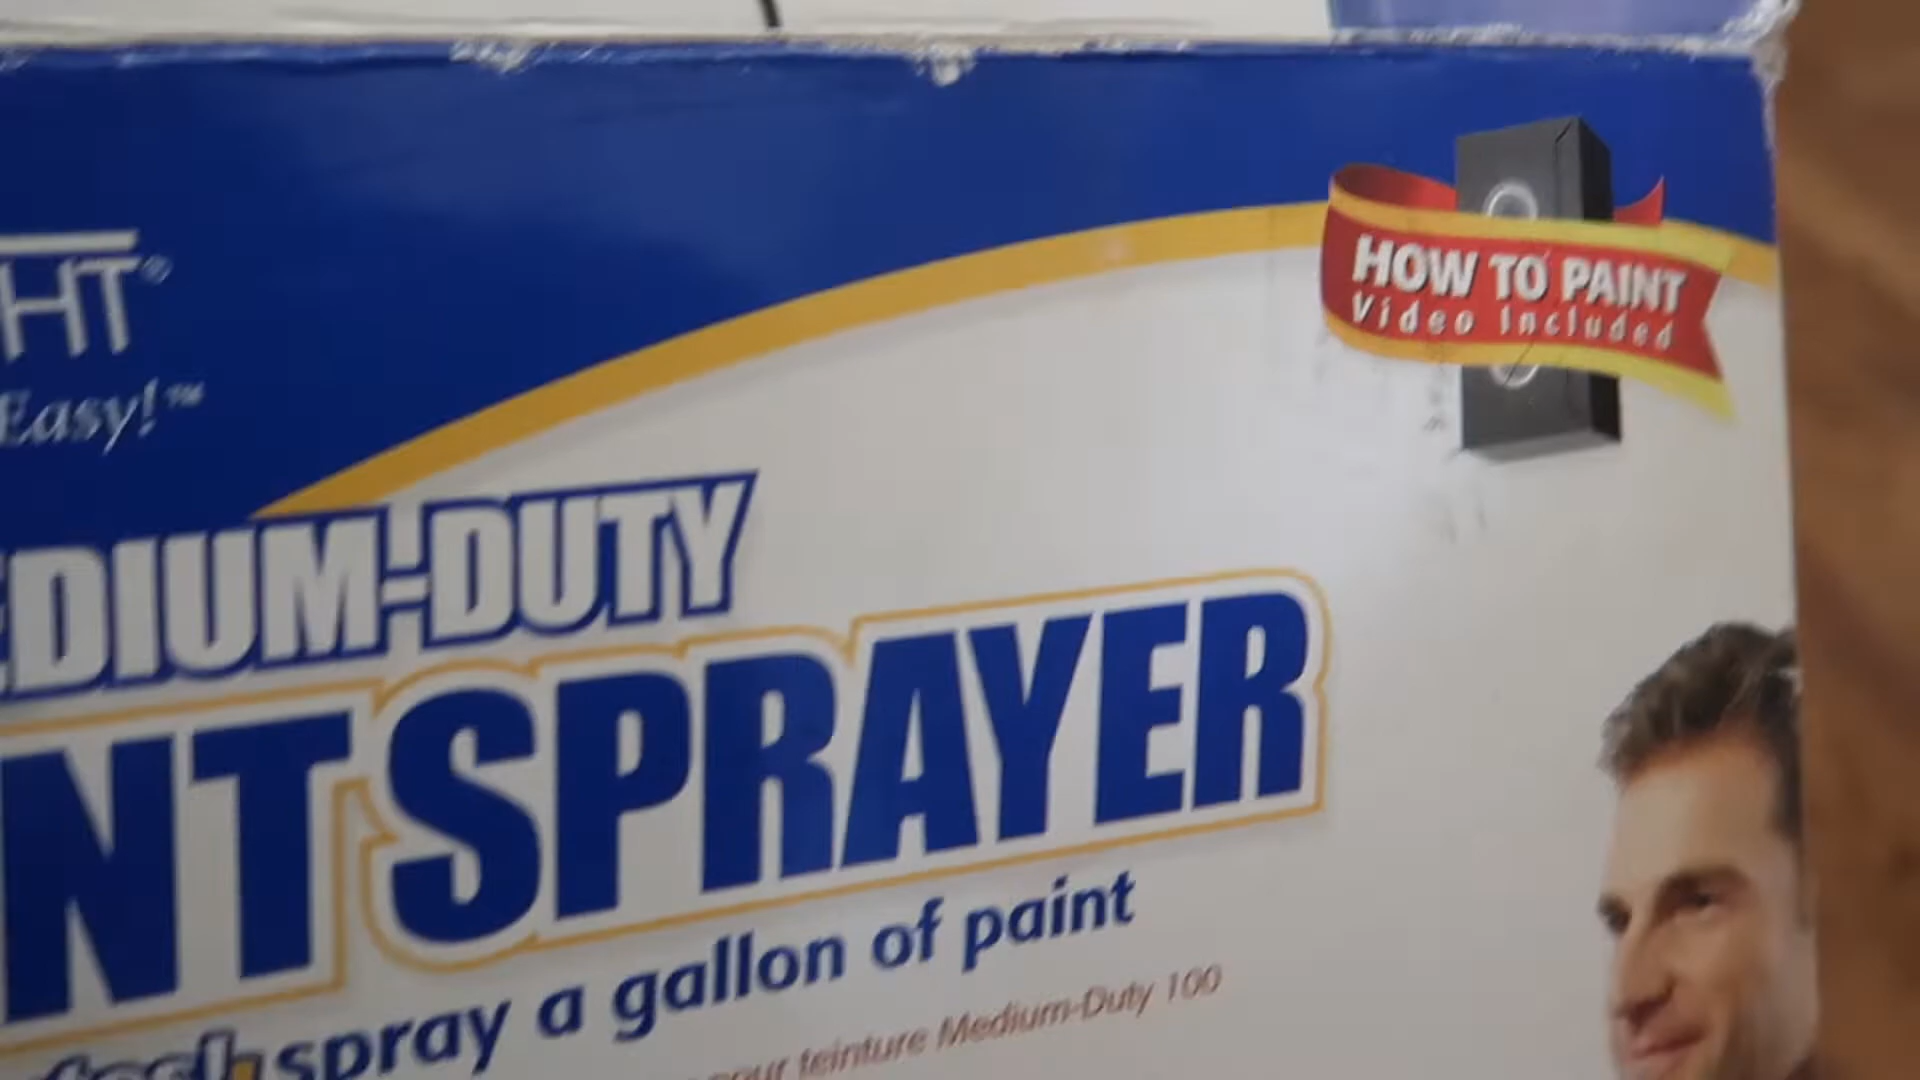 HT®
Easy!™
HOW TO PAINT
Video Included
EDIUM-DUTY
NT SPRAYER
spray a gallon of paint
pour teinture Medium-Duty 100